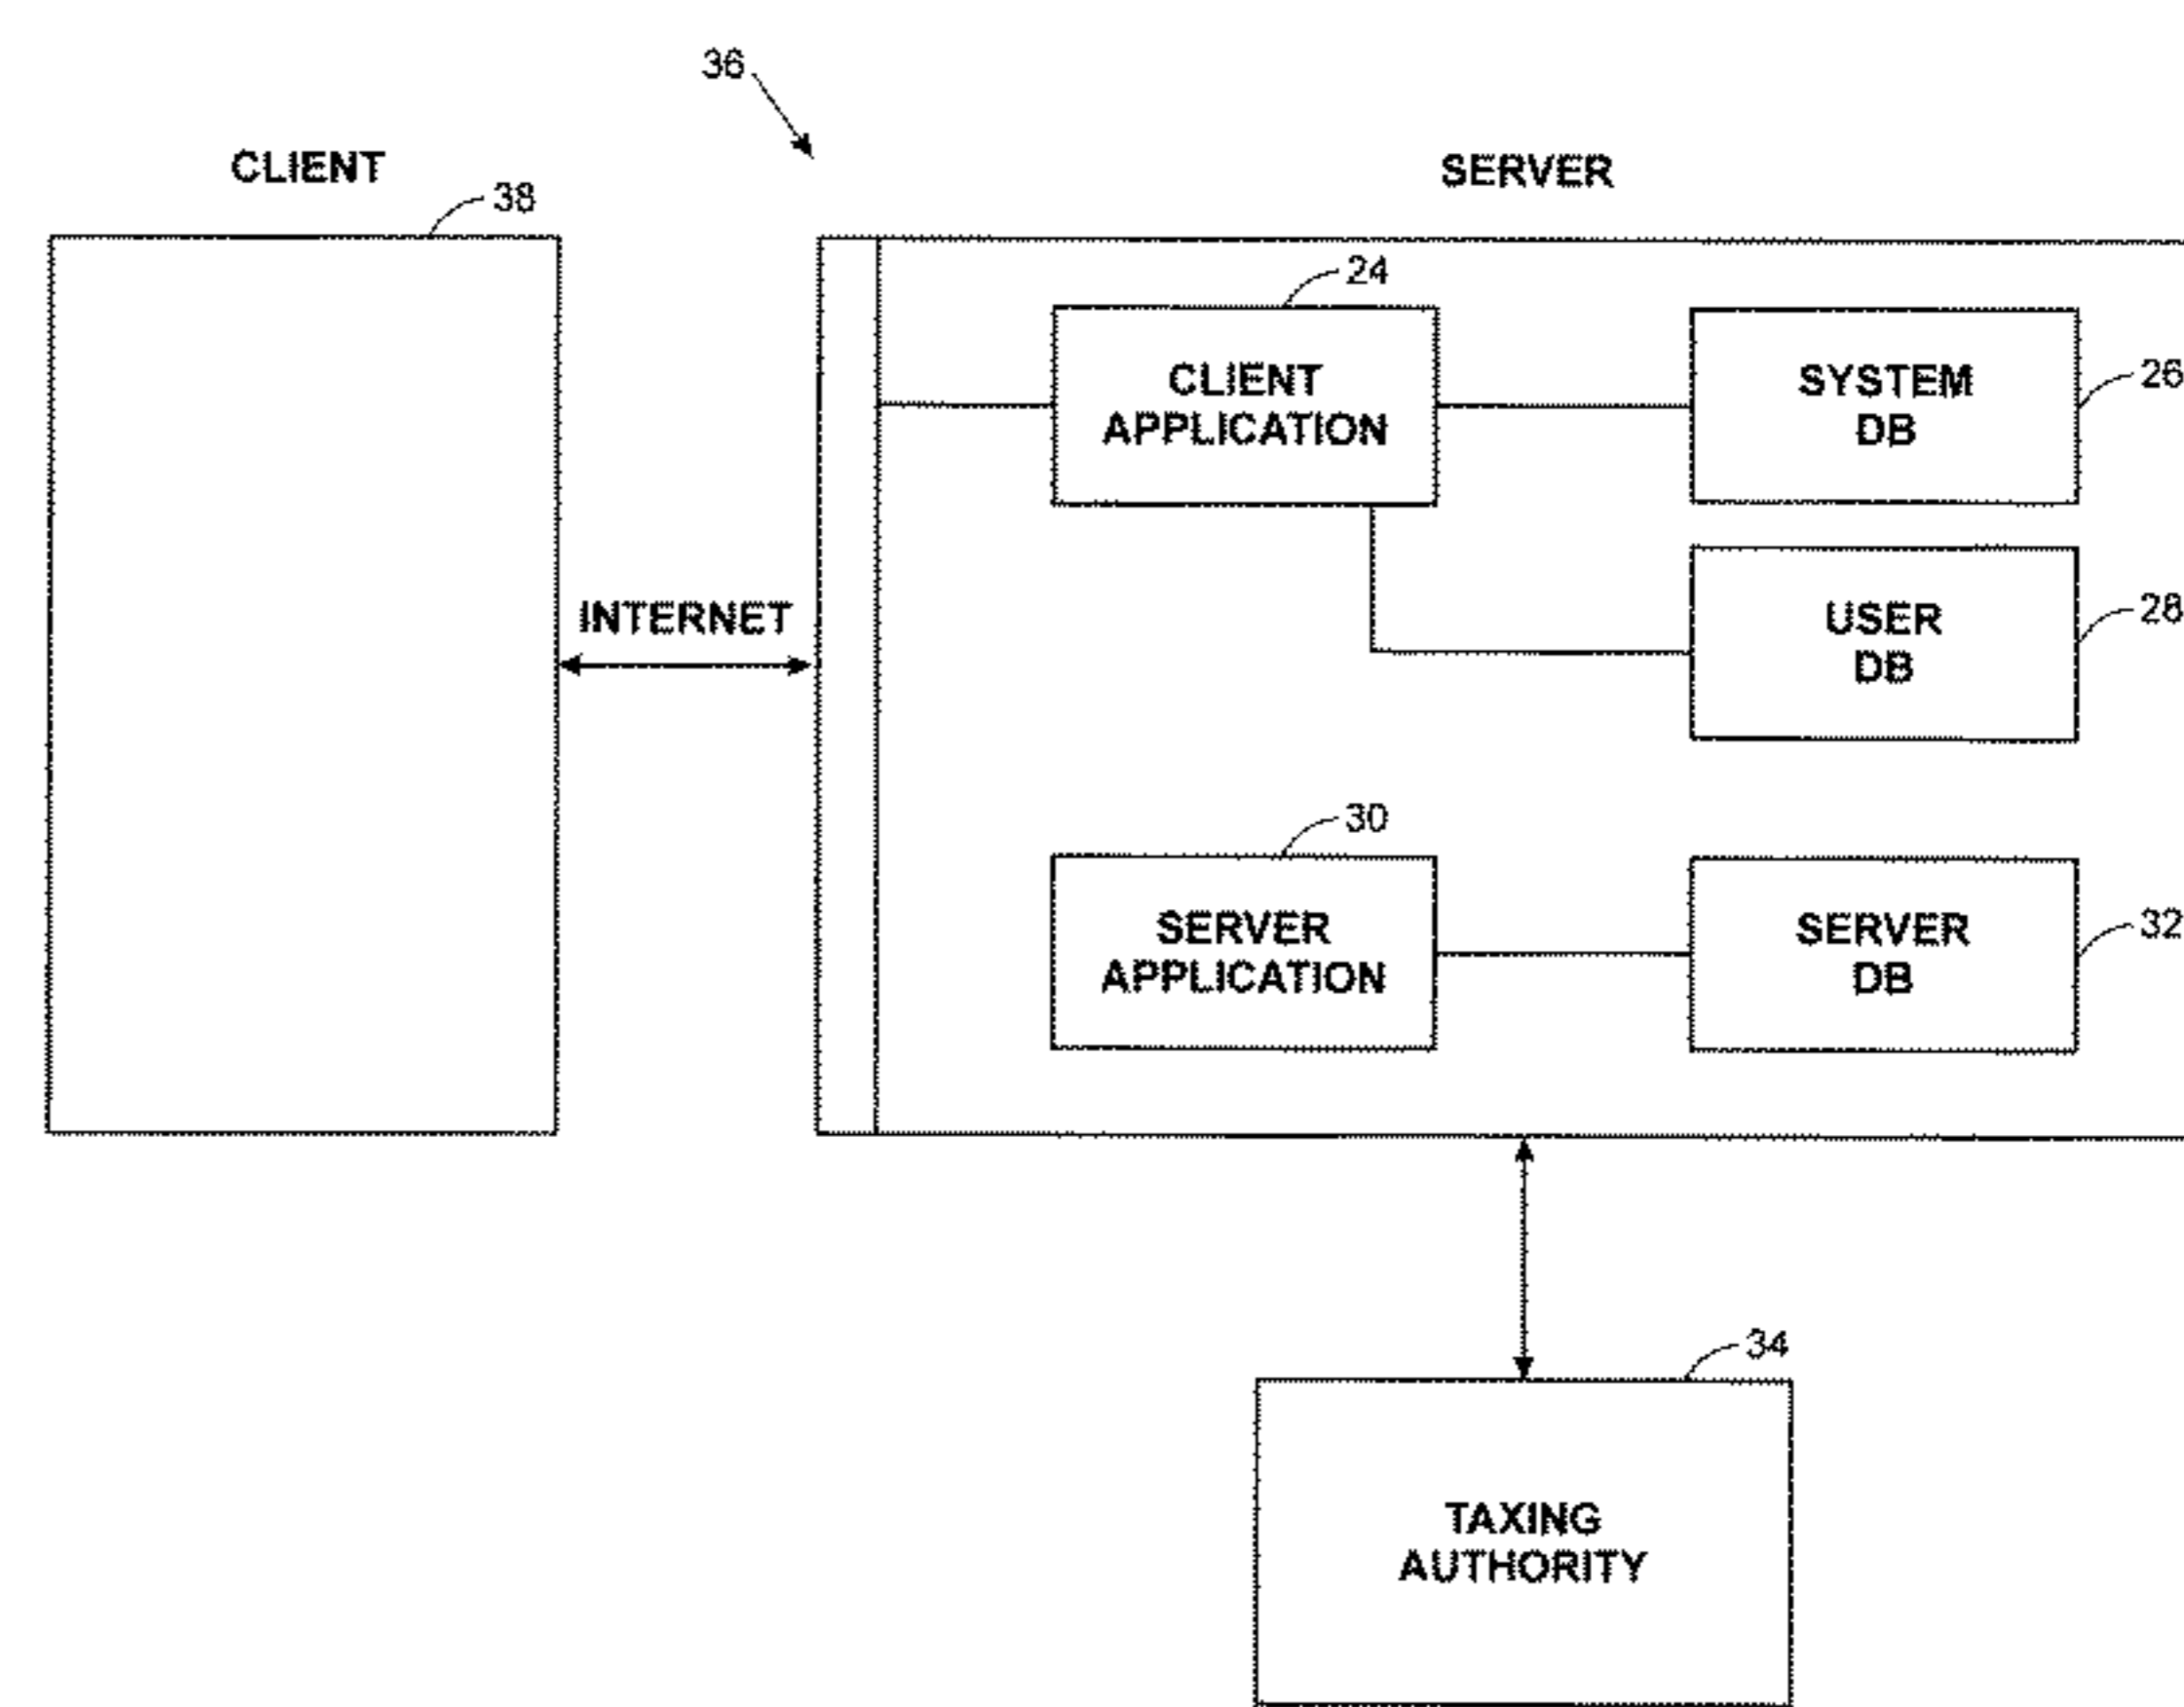 36
CLIENT
38
SERVER
24
CLIENT
APPLICATION
SYSTEM
DB
26
INTERNET
USER
DB
28
30
SERVER
APPLICATION
SERVER
DB
32
34
TAXING
AUTHORITY